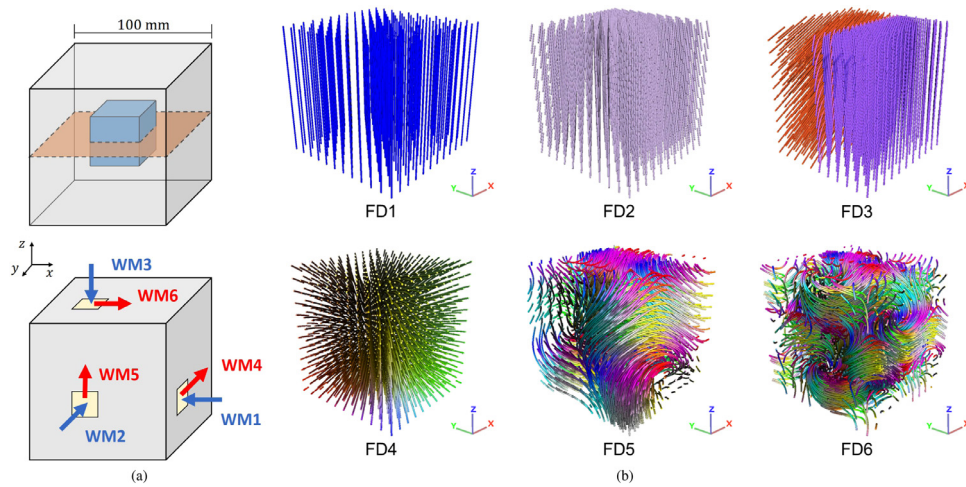 100 mm
z
y
x
WM3
WM6
WM5
WM4
WM2
WM1
(a)
Z
Y
X
FD1
Z
Y
X
FD2
Z
Y
X
FD3
Z
Y
X
FD4
Z
Y
X
FD5
Z
Y
X
FD6
(b)